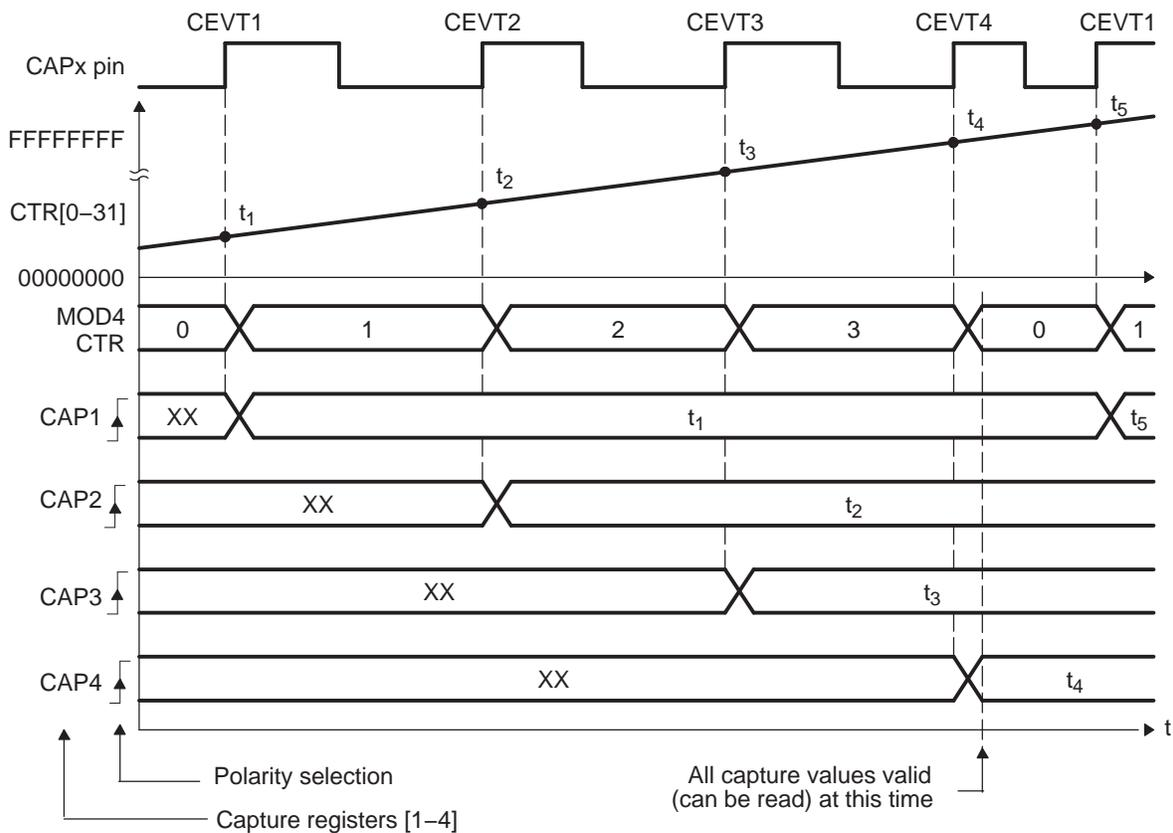 CEVT1 CEVT2 CEVT3 CEVT4 CEVT1
CAPx pin
FFFFFFFF
t5
t4
t3
t2
CTR[0–31]
t1
00000000
MOD4
CTR
0 1 2 3 0 1
CAP1 XX t1 t5
CAP2 XX t2
CAP3 XX t3
CAP4 XX t4
t
Polarity selection
All capture values valid
(can be read) at this time
Capture registers [1–4]